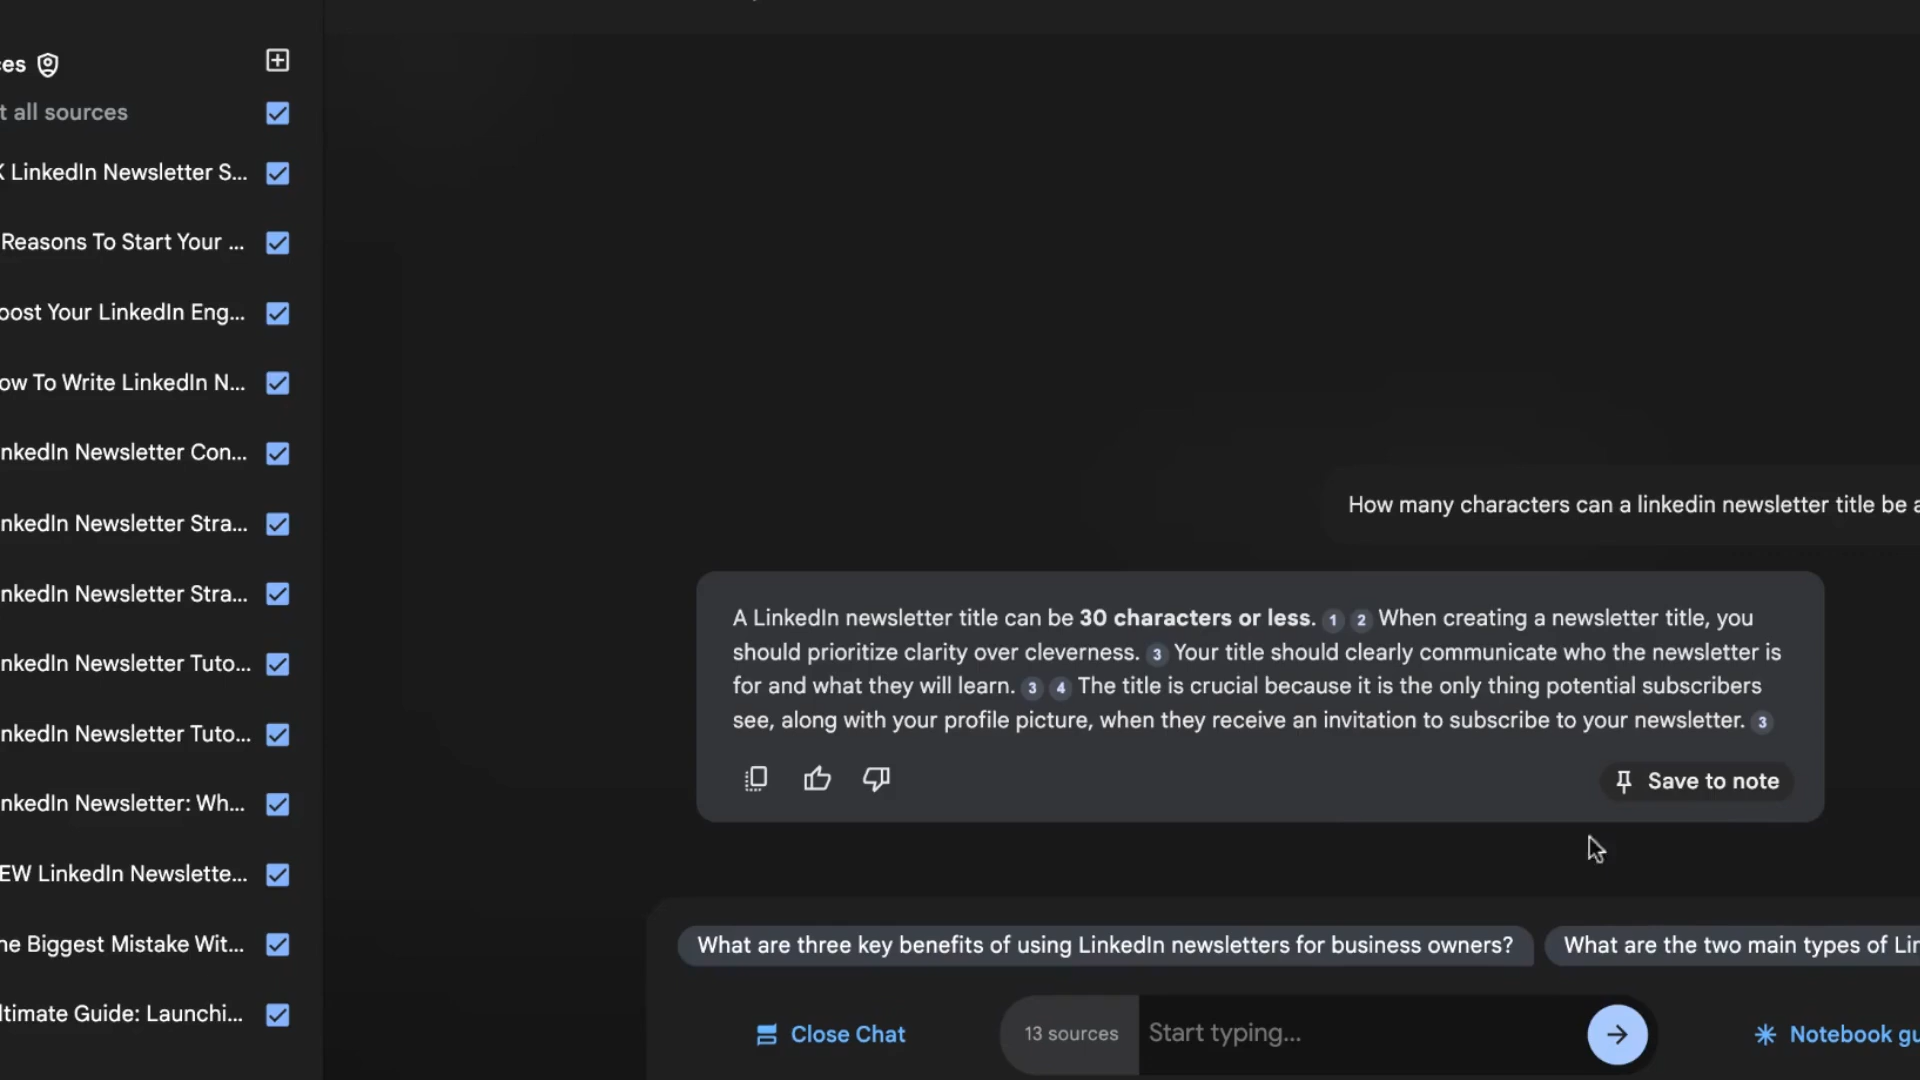 es
t all sources
K LinkedIn Newsletter S...
Reasons To Start Your ...
oost Your LinkedIn Eng...
ow To Write LinkedIn N...
nkedIn Newsletter Con...
nkedIn Newsletter Stra...
nkedIn Newsletter Stra...
nkedIn Newsletter Tuto...
nkedIn Newsletter Tuto...
nkedIn Newsletter: Wh...
EW LinkedIn Newslette...
he Biggest Mistake Wit...
ltimate Guide: Launchi...
How many characters can a linkedin newsletter title be a
A LinkedIn newsletter title can be 30 characters or less. 1 2 When creating a newsletter title, you
should prioritize clarity over cleverness. 3 Your title should clearly communicate who the newsletter is
for and what they will learn. 3 4 The title is crucial because it is the only thing potential subscribers
see, along with your profile picture, when they receive an invitation to subscribe to your newsletter. 3
Save to note
What are three key benefits of using LinkedIn newsletters for business owners?
What are the two main types of Lin
Close Chat
13 sources
Start typing...
Notebook gu